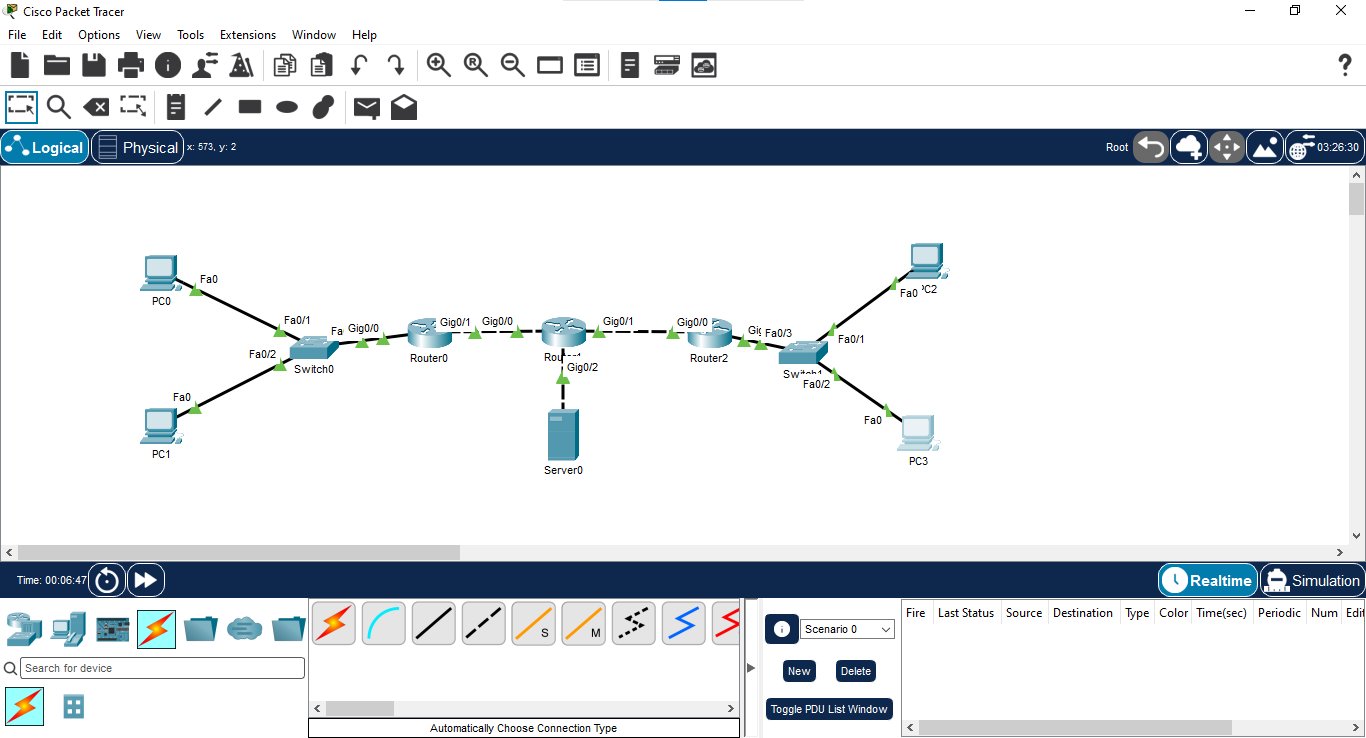 Cisco Packet Tracer
File Edit Options View Tools Extensions Window Help
Logical Physical x: 573, y: 2 Root 03:26:30
PC0
Fa0
Fa0/1
Fa0/2
Fa0
PC1
Switch0
Fa
Gig0/0
Router0
Gig0/1
Gig0/0
Gig0/1
Gig0/2
Server0
Gig0/0
Router2
Fa0/3
Fa0/1
Fa0/2
Fa0
PC2
Fa0
PC3
Time: 00:06:47 Realtime Simulation
S M
Search for device
Automatically Choose Connection Type
Scenario 0
New Delete
Toggle PDU List Window
Fire Last Status Source Destination Type Color Time(sec) Periodic Num Edit